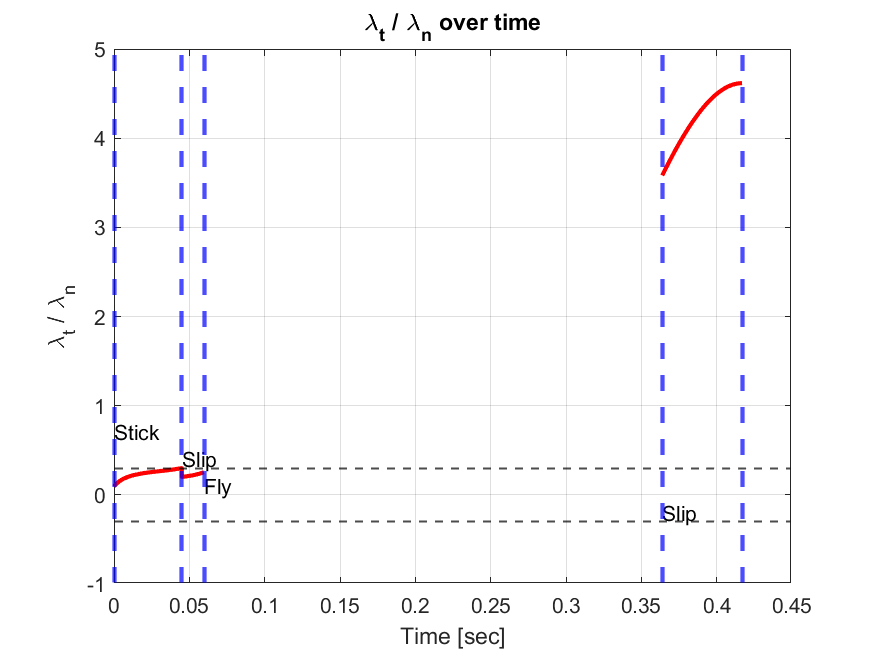 λt / λn over time
5
4
3
2
1
0
-1
λt / λn
Stick
Slip
Fly
Slip
0 0.05 0.1 0.15 0.2 0.25 0.3 0.35 0.4 0.45
Time [sec]